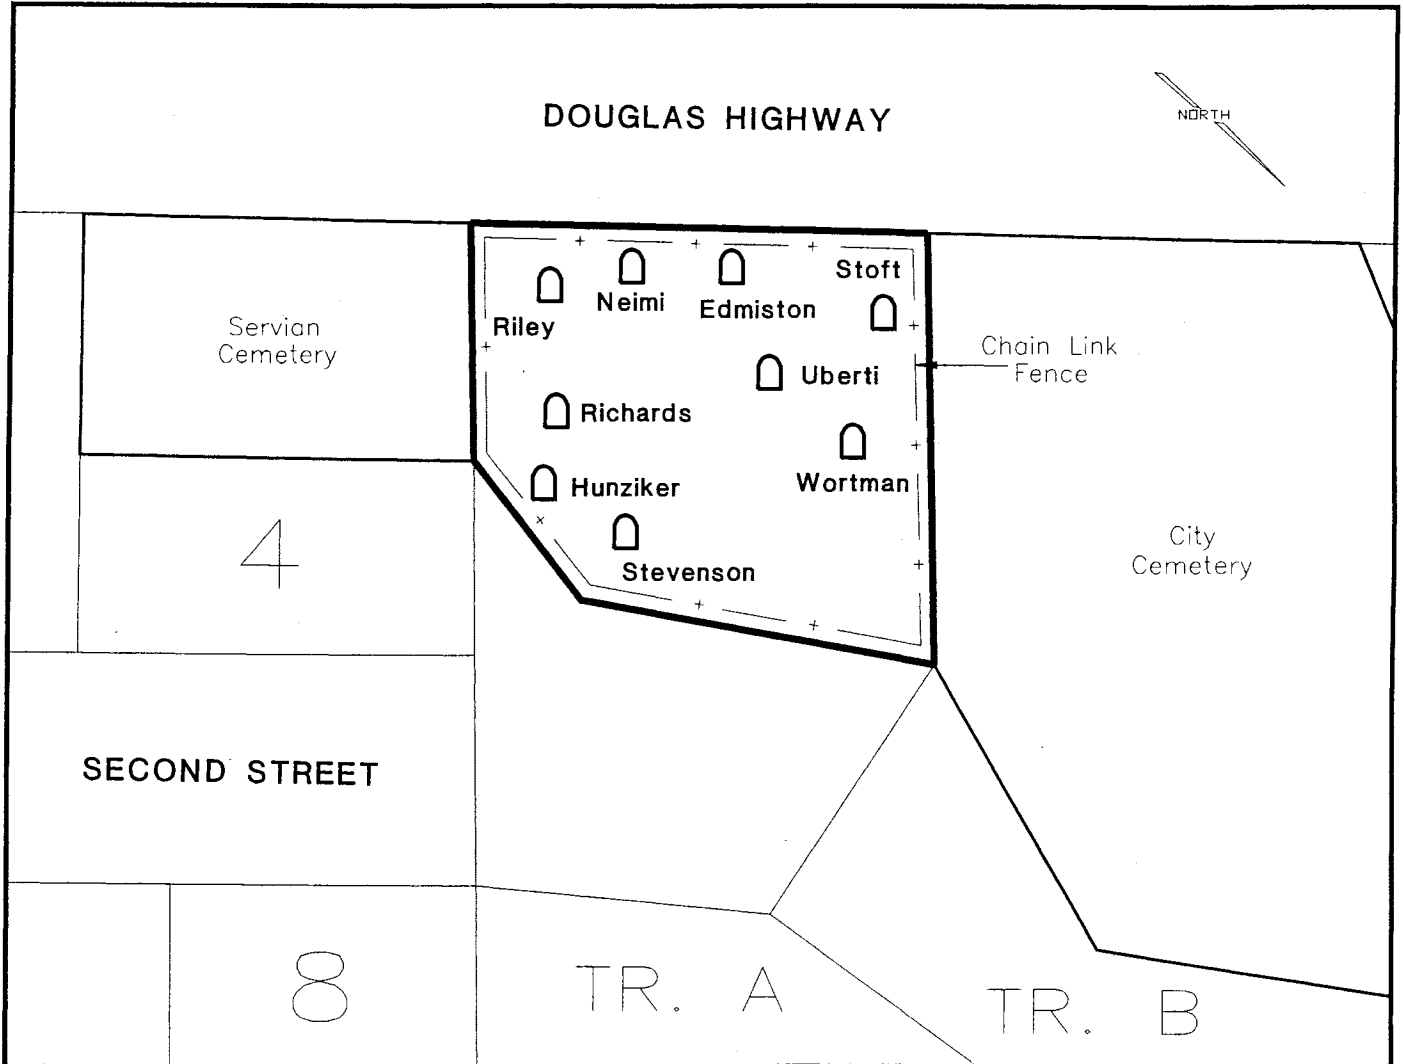 DOUGLAS HIGHWAY
NORTH
Stoft
Neimi
Edmiston
Riley
Servian
Cemetery
Chain Link
Fence
Uberti
Richards
Wortman
Hunziker
4
City
Cemetery
Stevenson
SECOND STREET
8
TR. A
TR. B